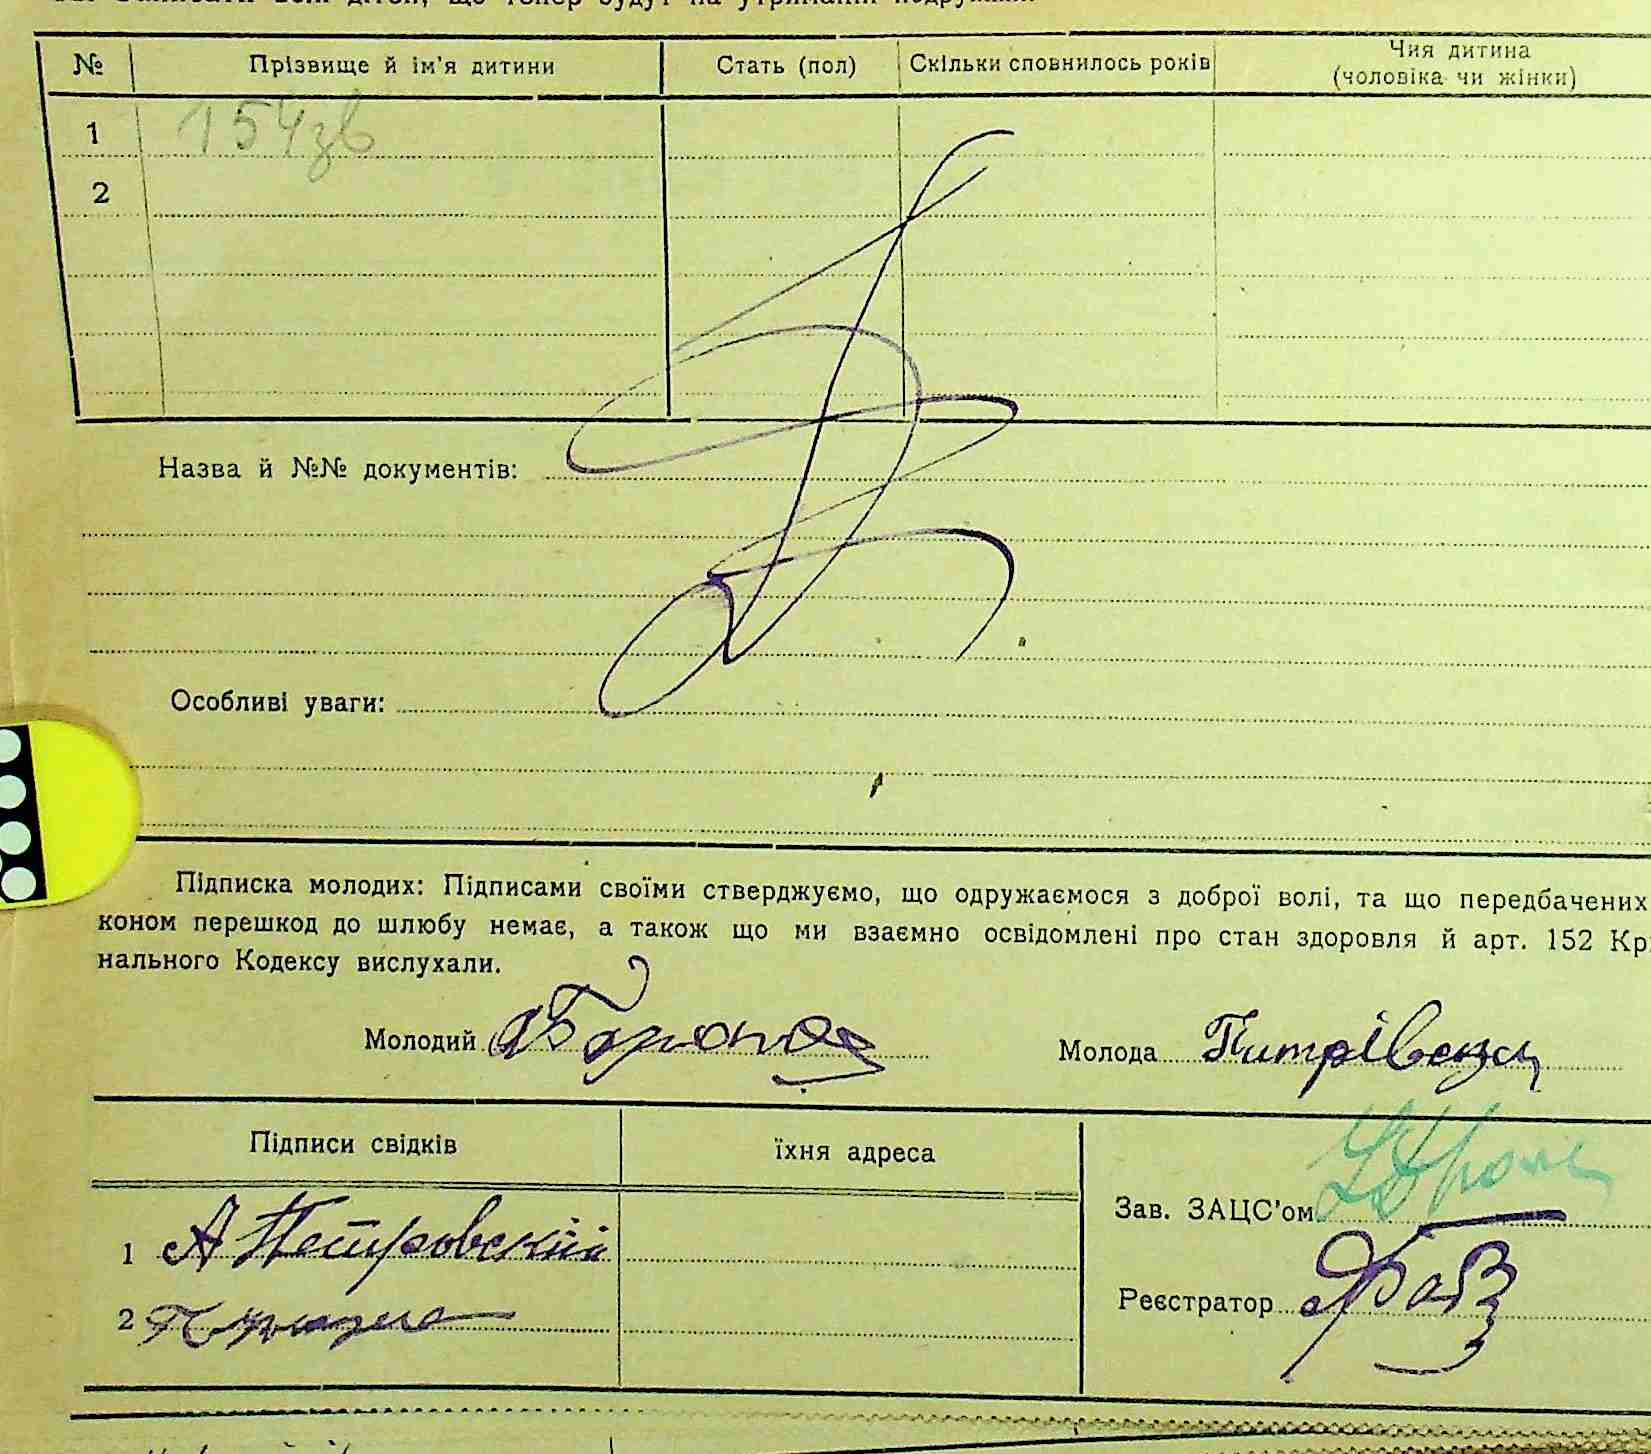 № Прізвище й ім'я дитини Стать (пол) Скільки сповнилось років Чия дитина (чоловіка чи жінки)
1 154зв
2
Назва й №№ документів:
Особливі уваги:
Підписка молодих: Підписами своїми стверджуємо, що одружаємося з доброї волі, та що передбачених
коном перешкод до шлюбу немає, а також що ми взаємно освідомлені про стан здоровля й арт. 152 Кр
нального Кодексу вислухали.
Молодий Молода
Підписи свідків їхня адреса
Зав. ЗАЦС'ом
1 А Петровский
Реєстратор
2